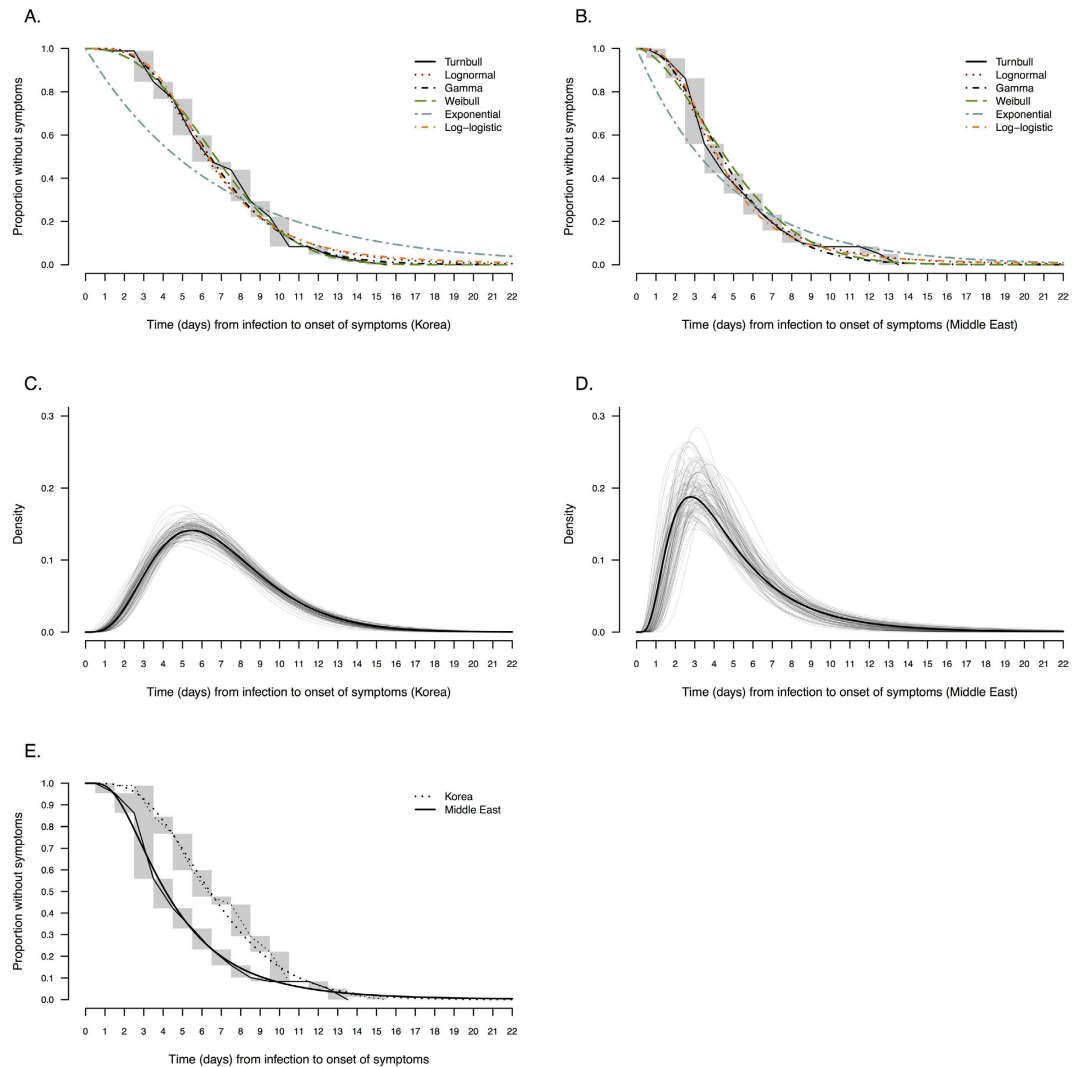 A.
Proportion without symptoms
1.0
0.8
0.6
0.4
0.2
0.0
Turnbull
Lognormal
Gamma
Weibull
Exponential
Log−logistic
0 1 2 3 4 5 6 7 8 9 10 11 12 13 14 15 16 17 18 19 20 21 22
Time (days) from infection to onset of symptoms (Korea)
B.
Proportion without symptoms
1.0
0.8
0.6
0.4
0.2
0.0
Turnbull
Lognormal
Gamma
Weibull
Exponential
Log−logistic
0 1 2 3 4 5 6 7 8 9 10 11 12 13 14 15 16 17 18 19 20 21 22
Time (days) from infection to onset of symptoms (Middle East)
C.
Density
0.3
0.2
0.1
0.0
0 1 2 3 4 5 6 7 8 9 10 11 12 13 14 15 16 17 18 19 20 21 22
Time (days) from infection to onset of symptoms (Korea)
D.
Density
0.3
0.2
0.1
0.0
0 1 2 3 4 5 6 7 8 9 10 11 12 13 14 15 16 17 18 19 20 21 22
Time (days) from infection to onset of symptoms (Middle East)
E.
Proportion without symptoms
1.0
0.9
0.8
0.7
0.6
0.5
0.4
0.3
0.2
0.1
0.0
Korea
Middle East
0 1 2 3 4 5 6 7 8 9 10 11 12 13 14 15 16 17 18 19 20 21 22
Time (days) from infection to onset of symptoms